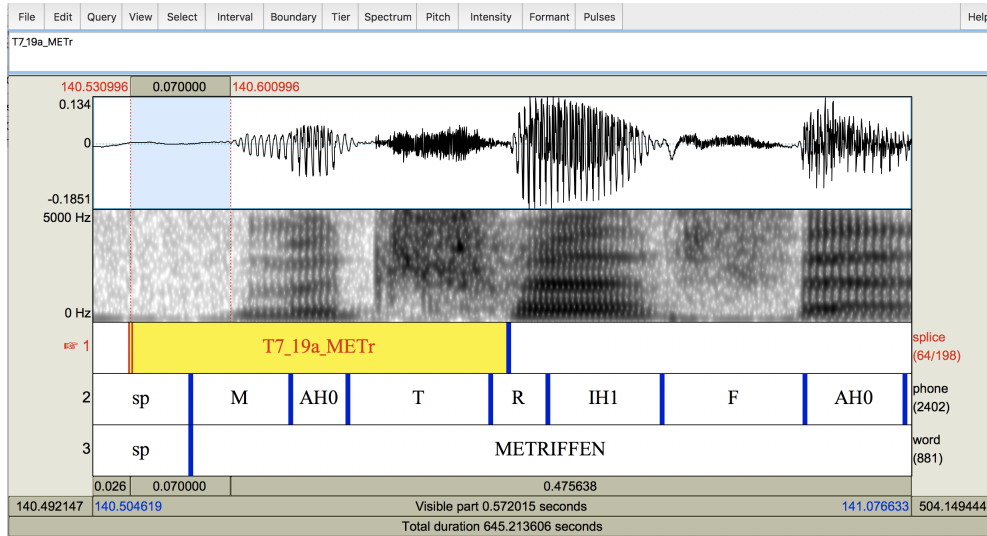 File Edit Query View Select Interval Boundary Tier Spectrum Pitch Intensity Formant Pulses Help
T7_19a_METr
140.530996 0.070000 140.600996
0.134
0
-0.1851
5000 Hz
0 Hz
☞ 1 T7_19a_METr splice
(64/198)
2 sp M AH0 T R IH1 F AH0 phone
(2402)
3 sp METRIFFEN word
(881)
0.026 0.070000 0.475638
140.492147 140.504619 Visible part 0.572015 seconds 141.076633 504.149444
Total duration 645.213606 seconds